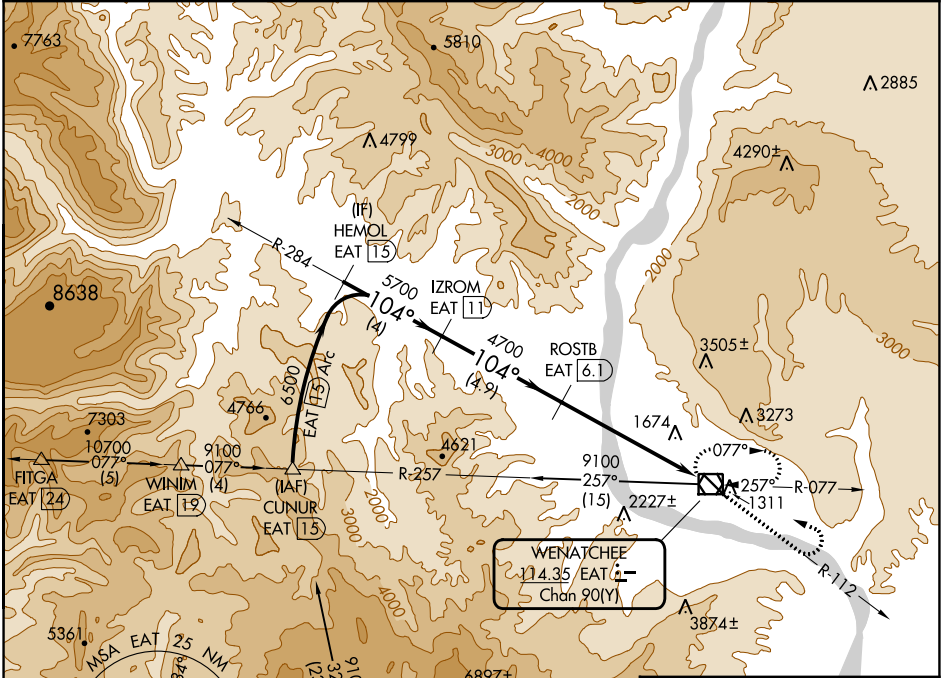 7763
5810
2885
4799
4290±
3000
4000
2000
(IF)
HEMOL
EAT 15
R-284
5700
104°
(4)
IZROM
EAT 11
2000
8638
4700
104°
(4.9)
ROSTB
EAT 6.1
3505±
3000
6500
EAT 15 Arc
4766
7303
3273
1674
4621
077°
10700
077°
(5)
9100
077°
(4)
R-257
9100
257°
(15)
257°
R-077
1311
FITGA
EAT 24
WINIM
EAT 19
(IAF)
CUNUR
EAT 15
2000
3000
2227±
WENATCHEE
114.35 EAT
Chan 90(Y)
R-112
4000
3874±
5361
MSA EAT 25 NM
6897±